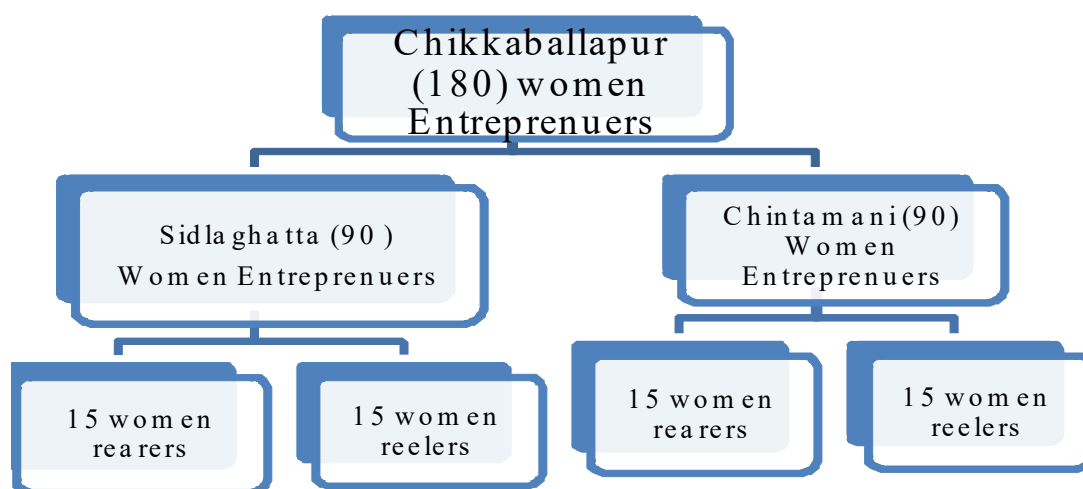 Chikkaballapur
(180) women
Entreprenuers
Sidlaghatta (90 )
Women Entreprenuers
Chintamani (90)
Women
Entreprenuers
15 women
rearers
15 women
reelers
15 women
rearers
15 women
reelers